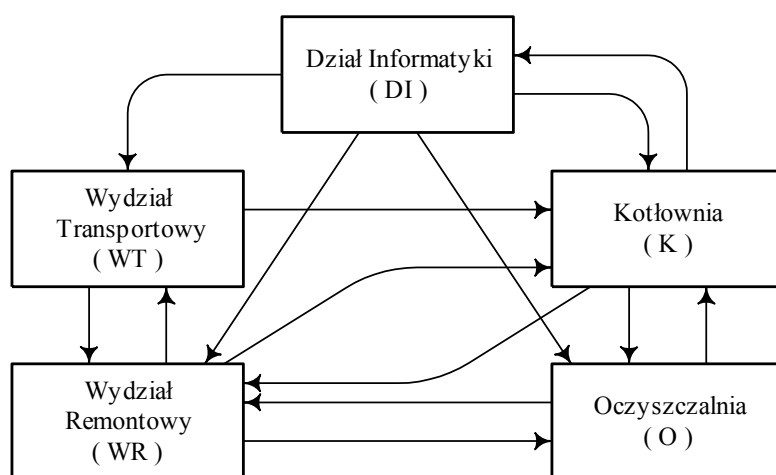 Dział Informatyki
( DI )
Wydział
Transportowy
( WT )
Kotłownia
( K )
Wydział
Remontowy
( WR )
Oczyszczalnia
( O )